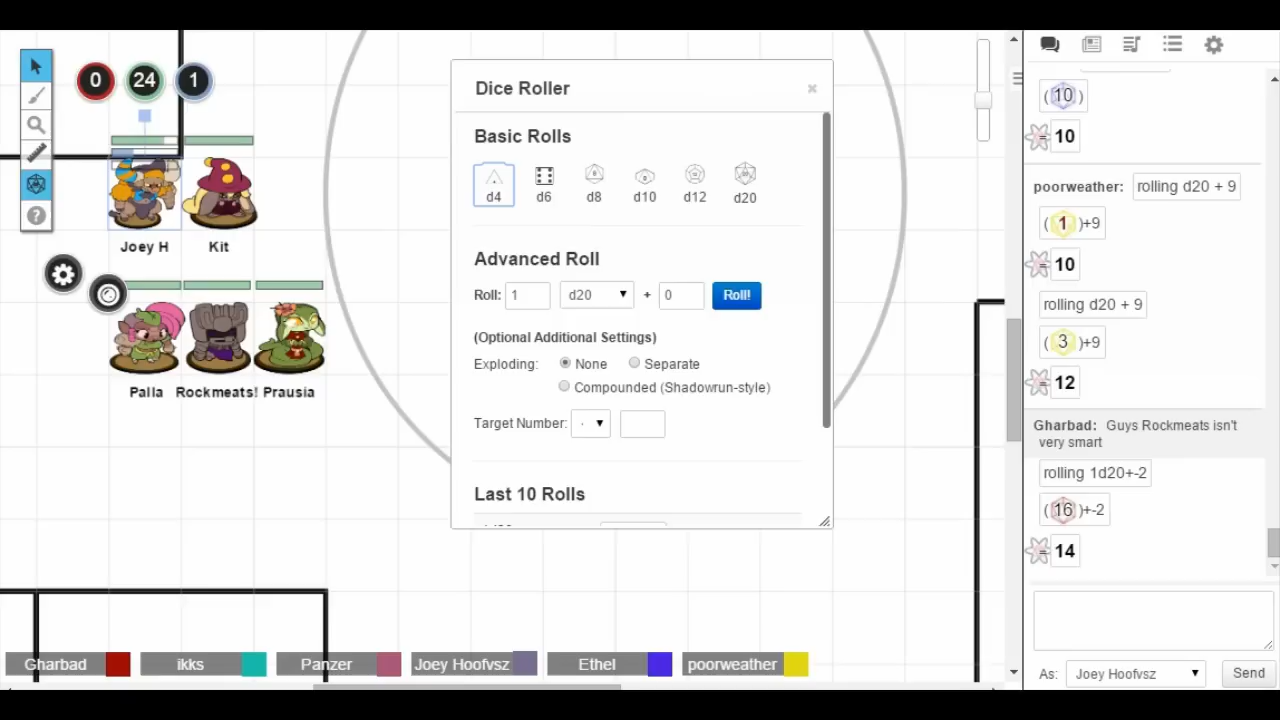 0
24
1
Joey H
Kit
Palla
Rockmeats!
Prausia
Dice Roller
×
Basic Rolls
d4
d6
d8
d10
d12
d20
Advanced Roll
Roll: 1 d20 + 0 Roll!
(Optional Additional Settings)
Exploding: None Separate
Compounded (Shadowrun-style)
Target Number:
Last 10 Rolls
Gharbad
ikks
Panzer
Joey Hoofvsz
Ethel
poorweather
(10)
= 10
poorweather: rolling d20 + 9
(1)+9
= 10
rolling d20 + 9
(3)+9
= 12
Gharbad: Guys Rockmeats isn't
very smart
rolling 1d20+-2
(16)+-2
= 14
As: Joey Hoofvsz Send